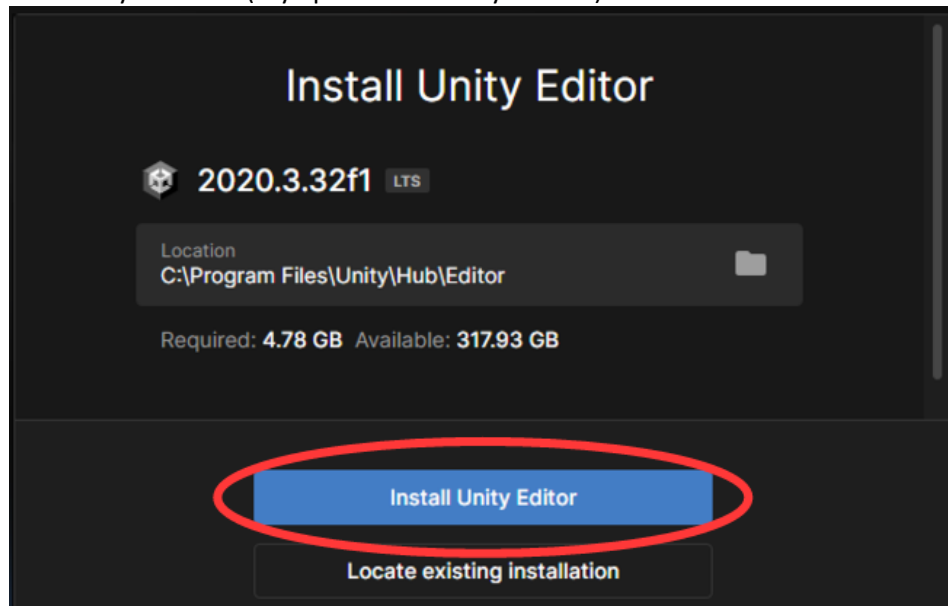 Install Unity Editor
2020.3.32f1 LTS
Location
C:\Program Files\Unity\Hub\Editor
Required: 4.78 GB Available: 317.93 GB
Install Unity Editor
Locate existing installation